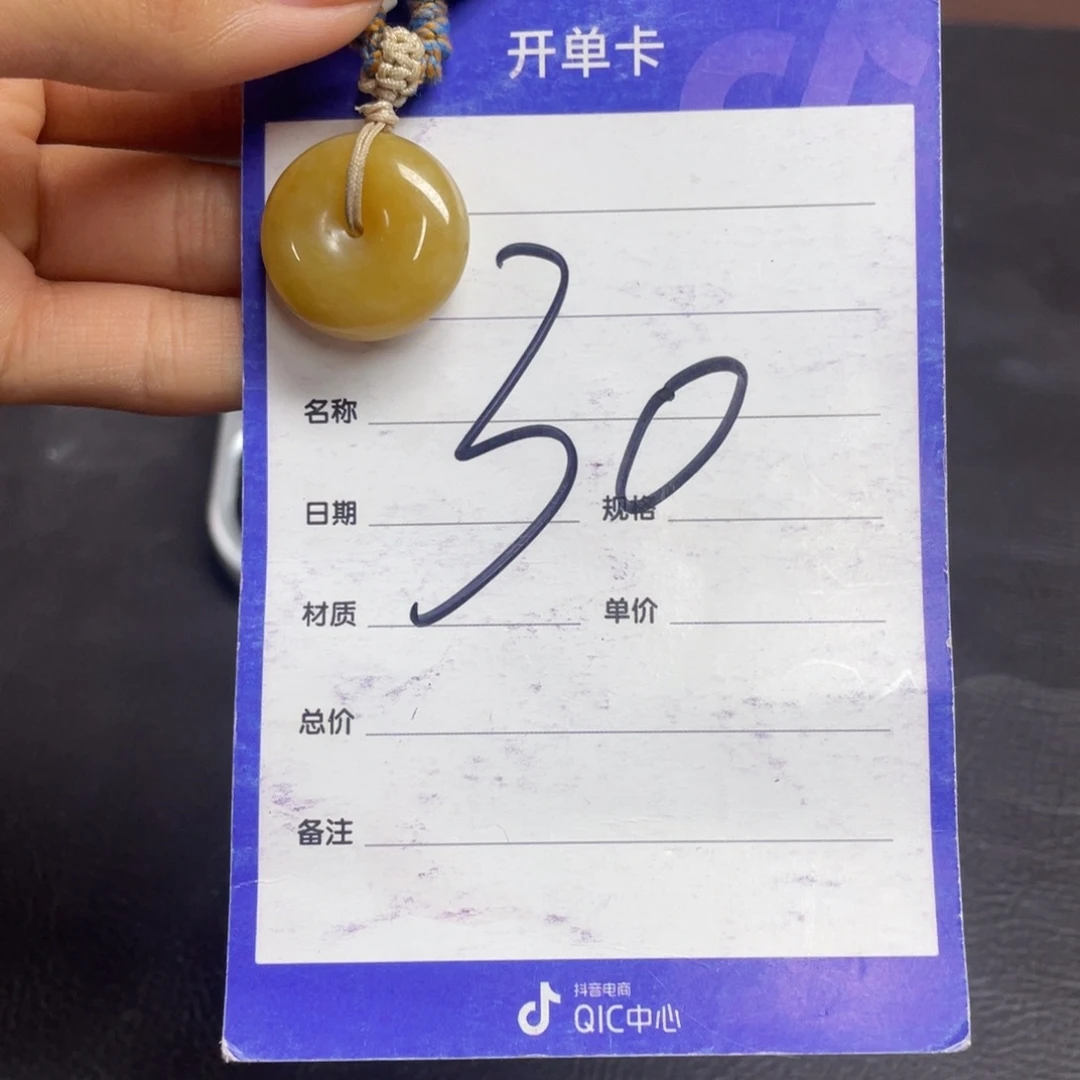 开单卡
30
名称
日期 规格
材质 单价
总价
备注
抖音电商
QIC中心